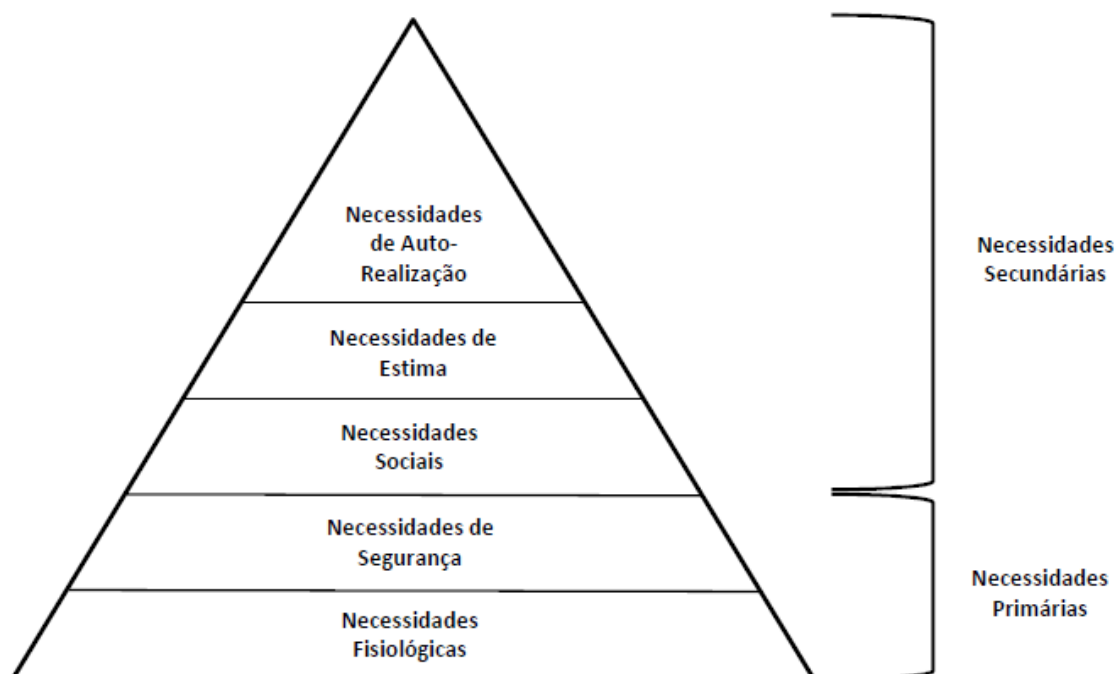 Necessidades
de Auto-
Realização
Necessidades de
Estima
Necessidades
Sociais
Necessidades de
Segurança
Necessidades
Fisiológicas
Necessidades
Secundárias
Necessidades
Primárias